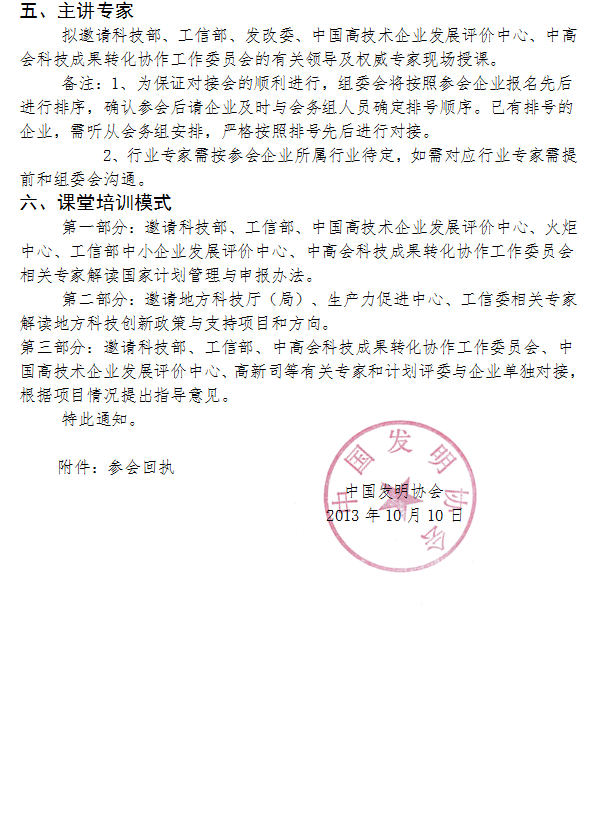 五、主讲专家
拟邀请科技部、工信部、发改委、中国高技术企业发展评价中心、中高
会科技成果转化协作工作委员会的有关领导及权威专家现场授课。
备注：1、为保证对接会的顺利进行，组委会将按照参会企业报名先后
进行排序，确认参会后请企业及时与会务组人员确定排号顺序。已有排号的
企业，需听从会务组安排，严格按照排号先后进行对接。
2、行业专家需按参会企业所属行业待定，如需对应行业专家需提
前和组委会沟通。
六、课堂培训模式
第一部分：邀请科技部、工信部、中国高技术企业发展评价中心、火炬
中心、工信部中小企业发展评价中心、中高会科技成果转化协作工作委员会
相关专家解读国家计划管理与申报办法。
第二部分：邀请地方科技厅（局）、生产力促进中心、工信委相关专家
解读地方科技创新政策与支持项目和方向。
第三部分：邀请科技部、工信部、中高会科技成果转化协作工作委员会、中
国高技术企业发展评价中心、高新司等有关专家和计划评委与企业单独对接，
根据项目情况提出指导意见。
特此通知。
附件：参会回执
中国发明协会
中国发明协会
2013 年 10 月 10 日